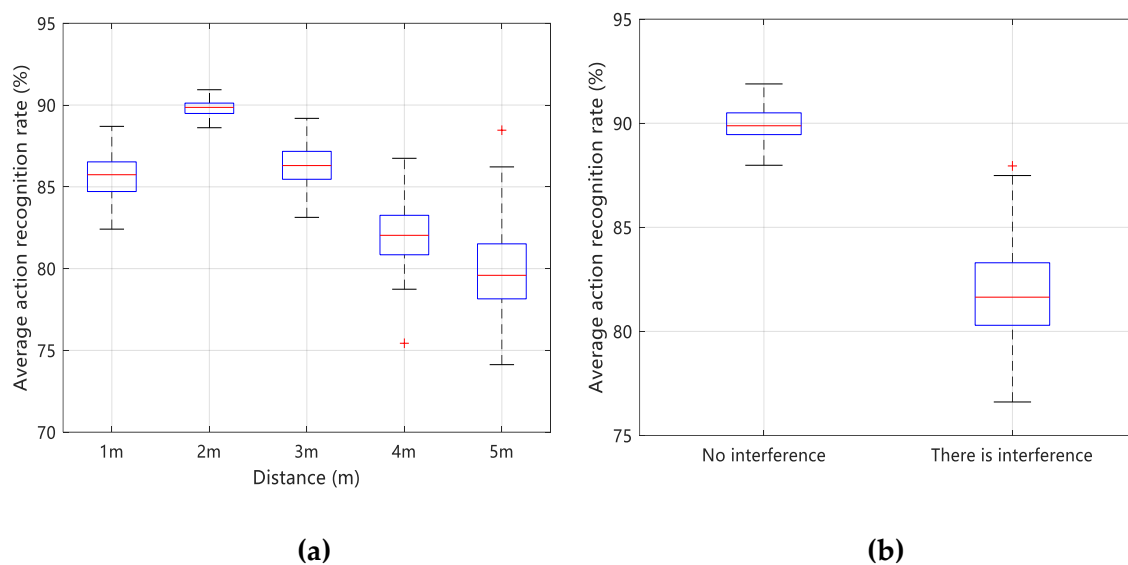 Average action recognition rate (%)
95
90
85
80
75
70
1m 2m 3m 4m 5m
Distance (m)
(a)
Average action recognition rate (%)
95
90
85
80
75
No interference There is interference
(b)